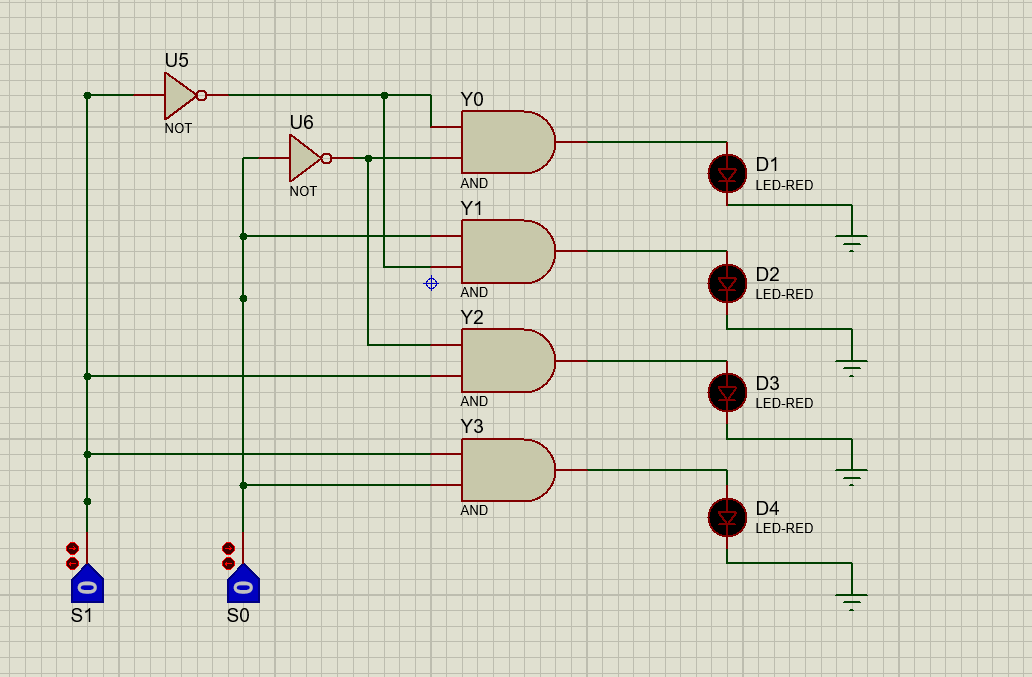 U5
NOT
U6
NOT
Y0
AND
D1
LED-RED
Y1
AND
D2
LED-RED
Y2
AND
D3
LED-RED
Y3
AND
D4
LED-RED
0
S1
0
S0